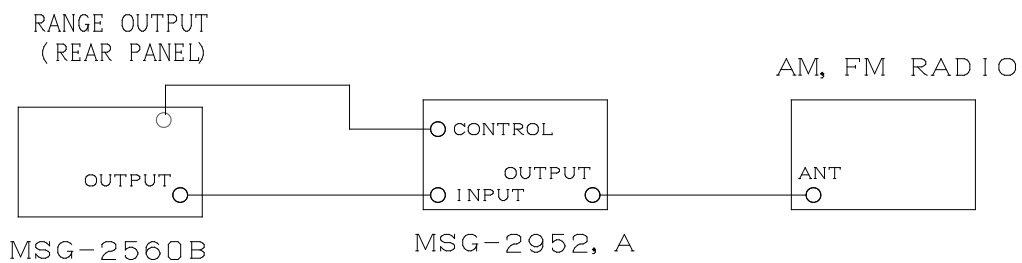 RANGE OUTPUT
(REAR PANEL)
AM, FM RADIO
CONTROL
OUTPUT
OUTPUT
INPUT
ANT
MSG-2560B
MSG-2952, A